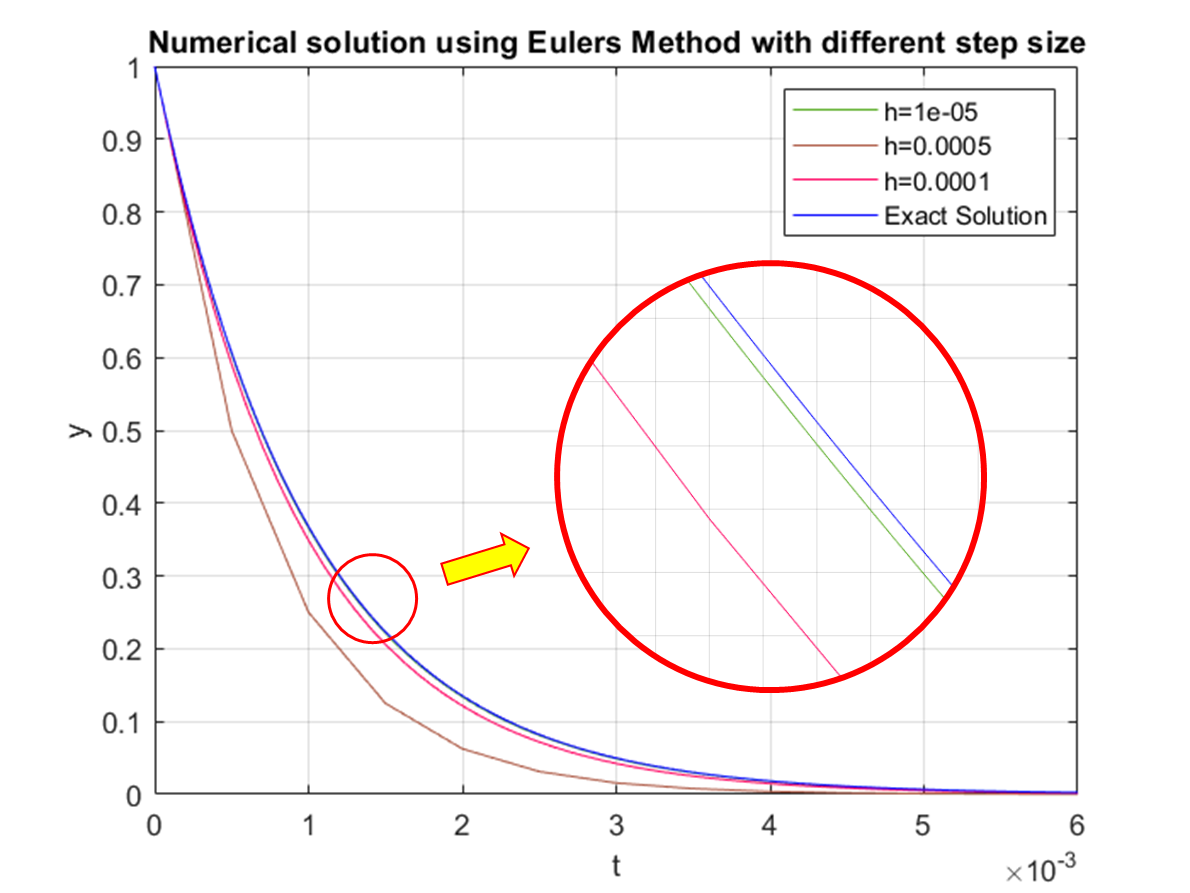 Numerical solution using Eulers Method with different step size
h=1e-05
h=0.0005
h=0.0001
Exact Solution
1
0.9
0.8
0.7
0.6
0.5
0.4
0.3
0.2
0.1
0
y
0 1 2 3 4 5 6
t
×10⁻³